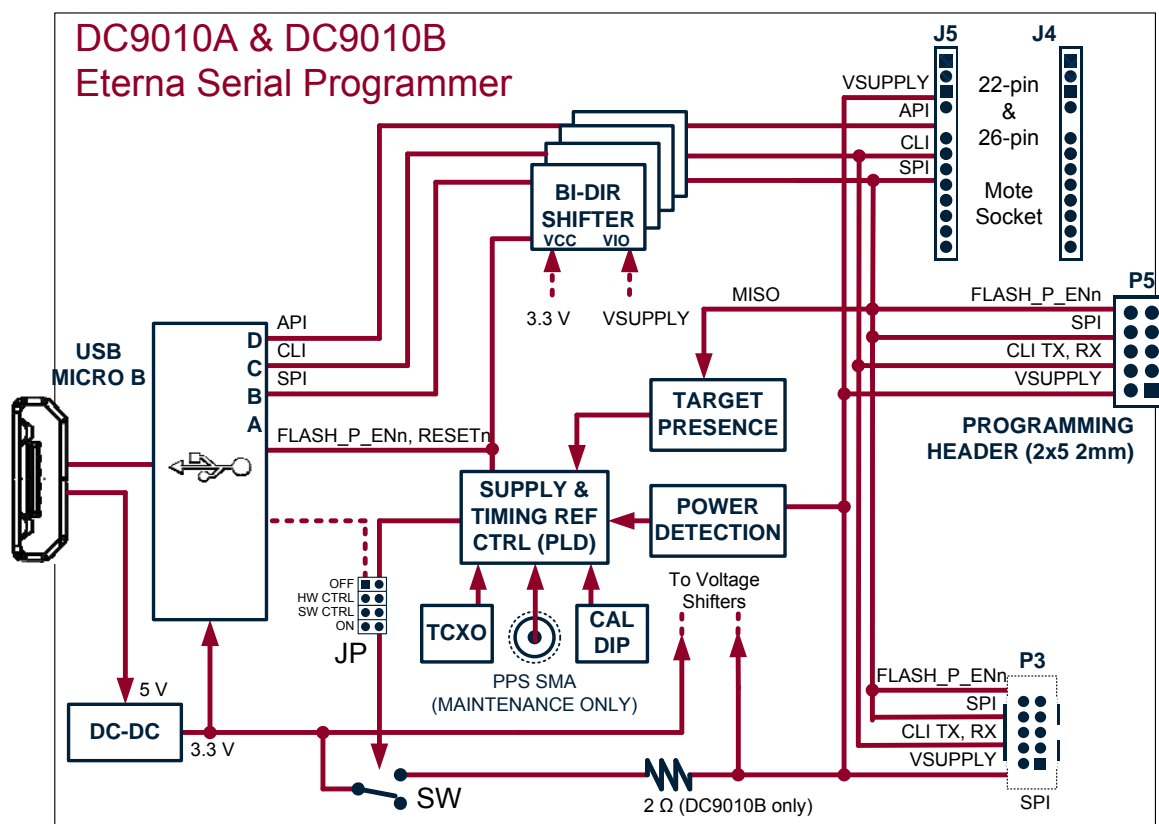 DC9010A & DC9010B
Eterna Serial Programmer
J5
J4
VSUPPLY
API
CLI
SPI
22-pin
&
26-pin
Mote
Socket
BI-DIR
SHIFTER
VCC
VIO
3.3 V
VSUPPLY
MISO
P5
FLASH_P_ENn
SPI
CLI TX, RX
VSUPPLY
PROGRAMMING
HEADER (2x5 2mm)
USB
MICRO B
D
C
B
A
API
CLI
SPI
FLASH_P_ENn, RESETn
TARGET
PRESENCE
SUPPLY &
TIMING REF
CTRL (PLD)
POWER
DETECTION
OFF
HW CTRL
SW CTRL
ON
JP
TCXO
PPS SMA
(MAINTENANCE ONLY)
CAL
DIP
To Voltage
Shifters
5 V
DC-DC
3.3 V
SW
2 Ω (DC9010B only)
P3
FLASH_P_ENn
SPI
CLI TX, RX
VSUPPLY
SPI